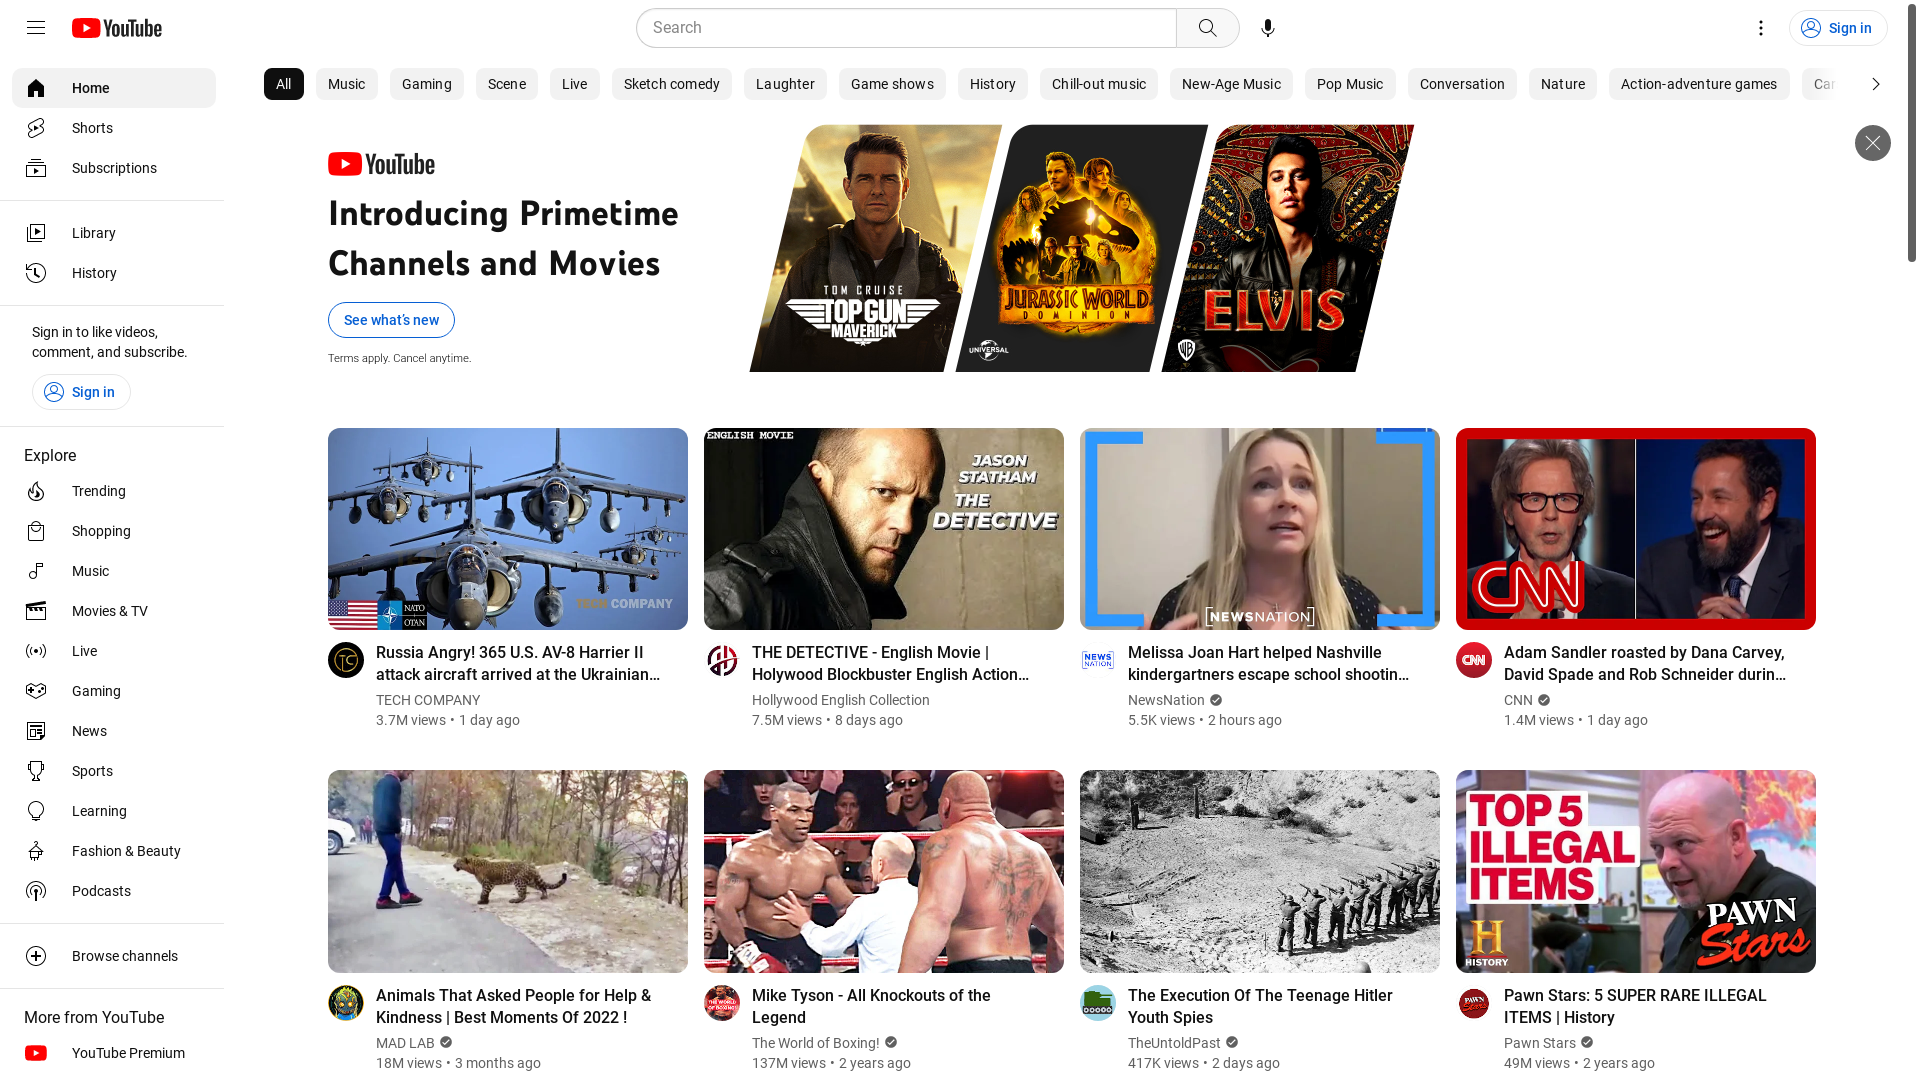 YouTube
Search
Sign in
Home
Shorts
Subscriptions
Library
History
Sign in to like videos,
comment, and subscribe.
Sign in
Explore
Trending
Shopping
Music
Movies & TV
Live
Gaming
News
Sports
Learning
Fashion & Beauty
Podcasts
Browse channels
More from YouTube
YouTube Premium
All
Music
Gaming
Scene
Live
Sketch comedy
Laughter
Game shows
History
Chill-out music
New-Age Music
Pop Music
Conversation
Nature
Action-adventure games
Car
YouTube
Introducing Primetime
Channels and Movies
See what's new
Terms apply. Cancel anytime.
TOM CRUISE
TOP GUN
MAVERICK
JURASSIC WORLD
DOMINION
UNIVERSAL
ELVIS
WB
NATO
OTAN
TECH COMPANY
TC
Russia Angry! 365 U.S. AV-8 Harrier II
attack aircraft arrived at the Ukrainian...
TECH COMPANY
3.7M views • 1 day ago
ENGLISH MOVIE
JASON
STATHAM
THE
DETECTIVE
THE DETECTIVE - English Movie |
Holywood Blockbuster English Action...
Hollywood English Collection
7.5M views • 8 days ago
NEWSNATION
NEWS
NATION
Melissa Joan Hart helped Nashville
kindergartners escape school shootin...
NewsNation
5.5K views • 2 hours ago
CNN
CNN
Adam Sandler roasted by Dana Carvey,
David Spade and Rob Schneider durin...
CNN
1.4M views • 1 day ago
Animals That Asked People for Help &
Kindness | Best Moments Of 2022 !
MAD LAB
18M views • 3 months ago
THE WORLD
OF BOXING!
Mike Tyson - All Knockouts of the
Legend
The World of Boxing!
137M views • 2 years ago
The Execution Of The Teenage Hitler
Youth Spies
TheUntoldPast
417K views • 2 days ago
TOP 5
ILLEGAL
ITEMS
H
HISTORY
PAWN
Stars
PAWN
Stars
Pawn Stars: 5 SUPER RARE ILLEGAL
ITEMS | History
Pawn Stars
49M views • 2 years ago